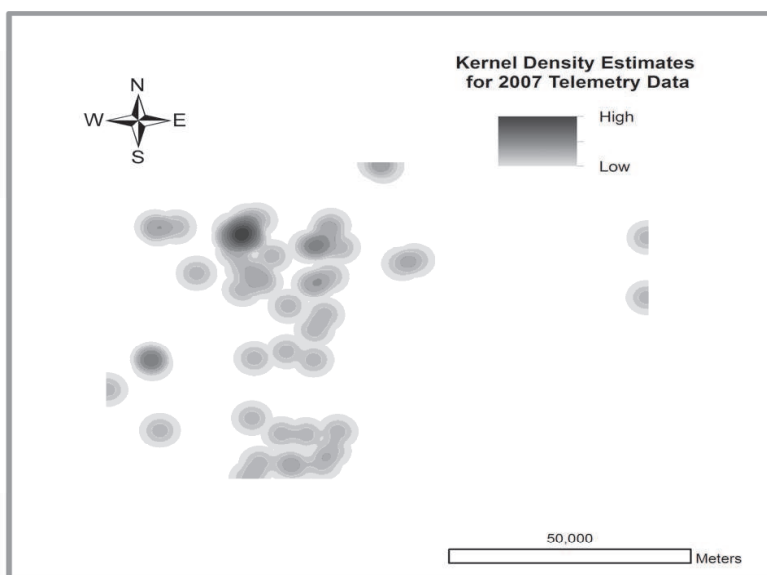 Kernel Density Estimates
for 2007 Telemetry Data
High
Low
N
W E
S
50,000
Meters